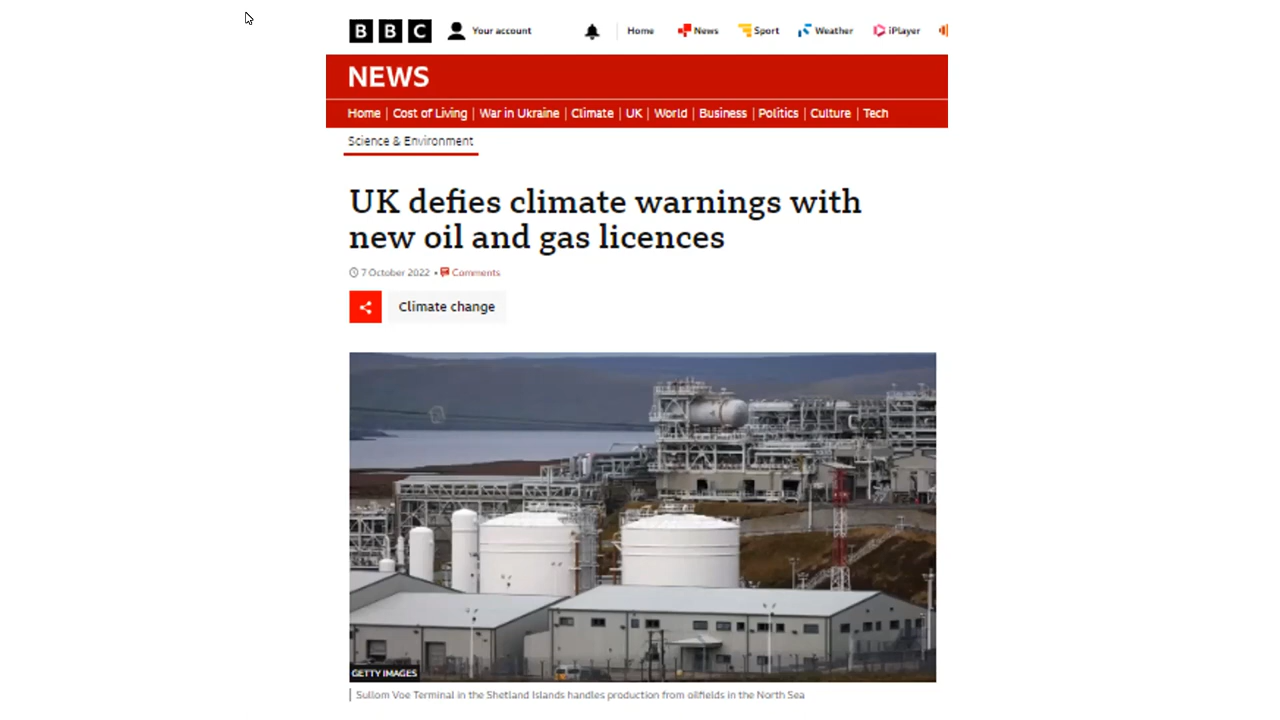 BBC Your account Home News Sport Weather iPlayer
NEWS
Home | Cost of Living | War in Ukraine | Climate | UK | World | Business | Politics | Culture | Tech
Science & Environment
UK defies climate warnings with
new oil and gas licences
7 October 2022 • Comments
Climate change
GETTY IMAGES
Sullom Voe Terminal in the Shetland Islands handles production from oilfields in the North Sea